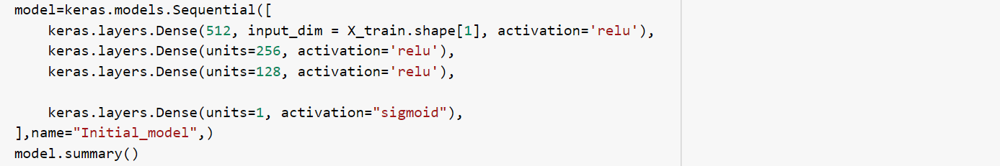 model=keras.models.Sequential([
    keras.layers.Dense(512, input_dim = X_train.shape[1], activation='relu'),
    keras.layers.Dense(units=256, activation='relu'),
    keras.layers.Dense(units=128, activation='relu'),

    keras.layers.Dense(units=1, activation="sigmoid"),
],name="Initial_model",)
model.summary()